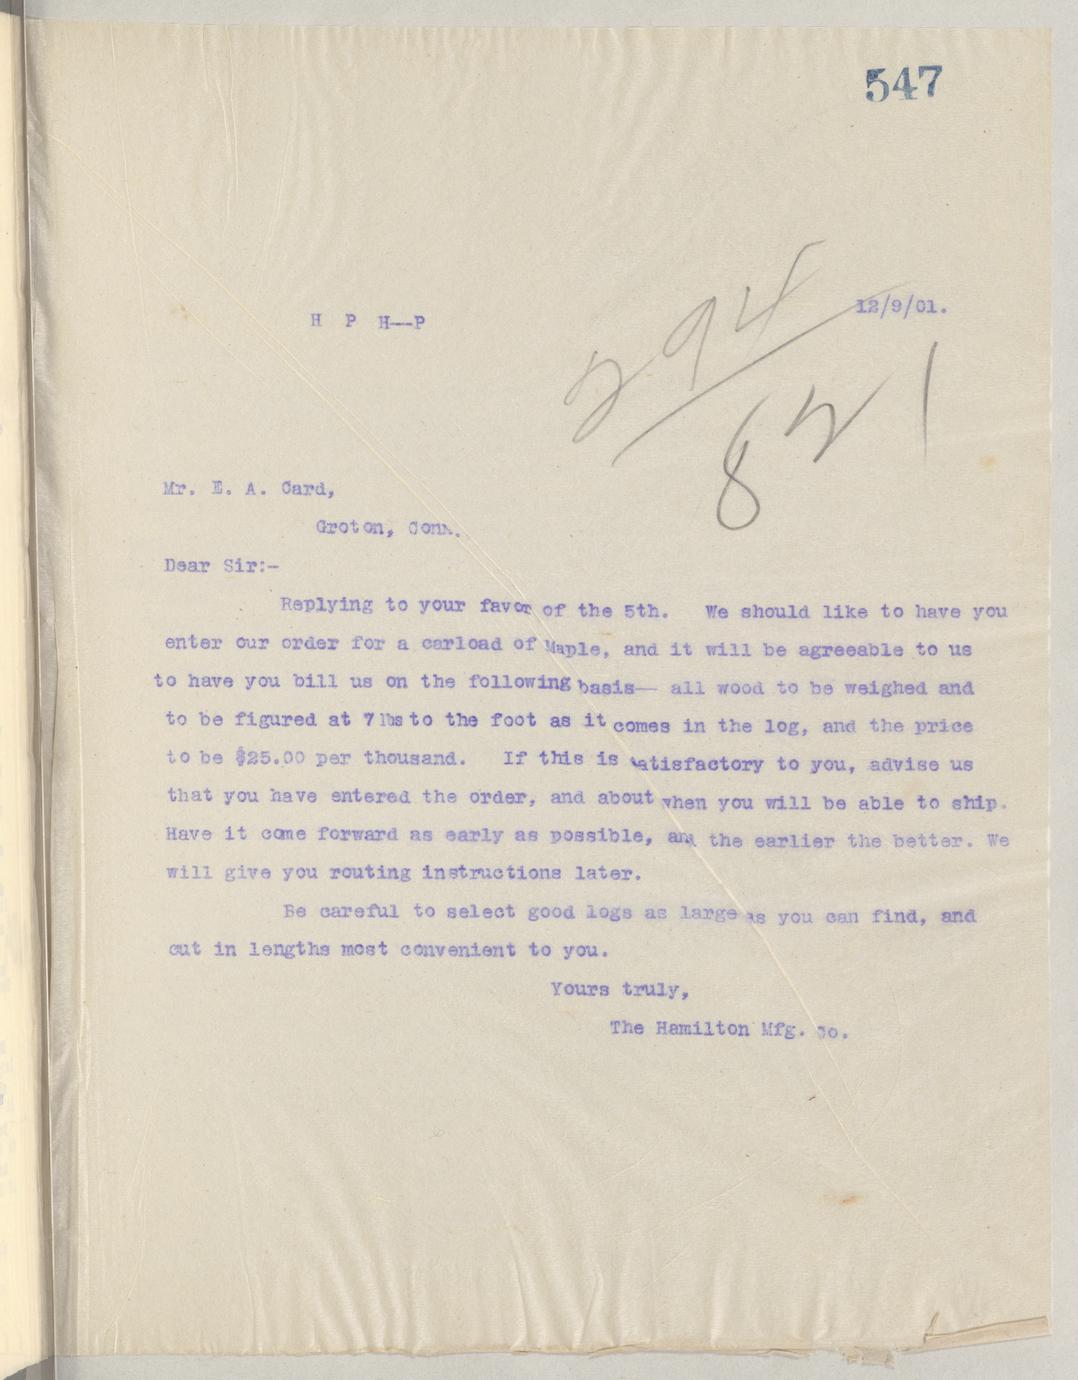 547
H P H--P
12/9/01.
294
821
Mr. E. A. Card,
Groton, Conn.
Dear Sir:-
Replying to your favor of the 5th. We should like to have you
enter our order for a carload of Maple, and it will be agreeable to us
to have you bill us on the following basis-- all wood to be weighed and
to be figured at 7 lbs to the foot as it comes in the log, and the price
to be $25.00 per thousand. If this is satisfactory to you, advise us
that you have entered the order, and about when you will be able to ship.
Have it come forward as early as possible, and the earlier the better. We
will give you routing instructions later.
Be careful to select good logs as large as you can find, and
cut in lengths most convenient to you.
Yours truly,
The Hamilton Mfg. Co.